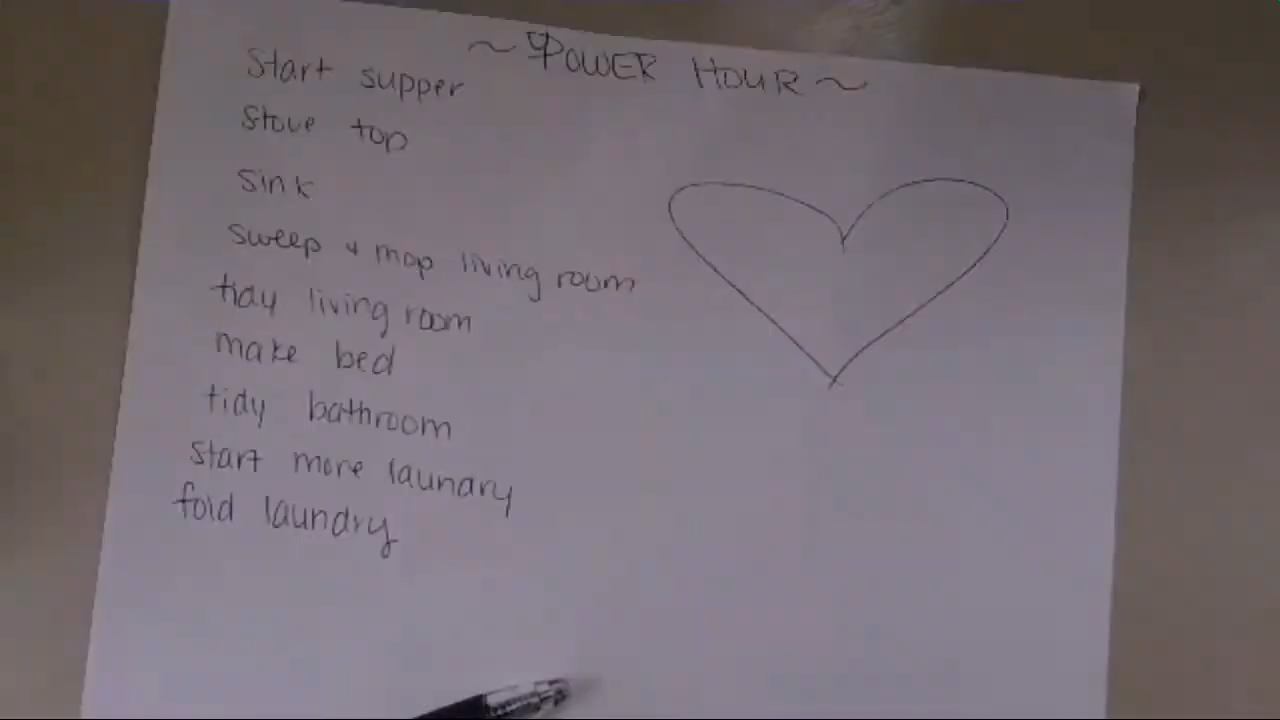 ~ POWER HOUR ~
Start supper
Stove top
Sink
sweep + mop living room
tidy living room
make bed
tidy bathroom
Start more laundry
fold laundry